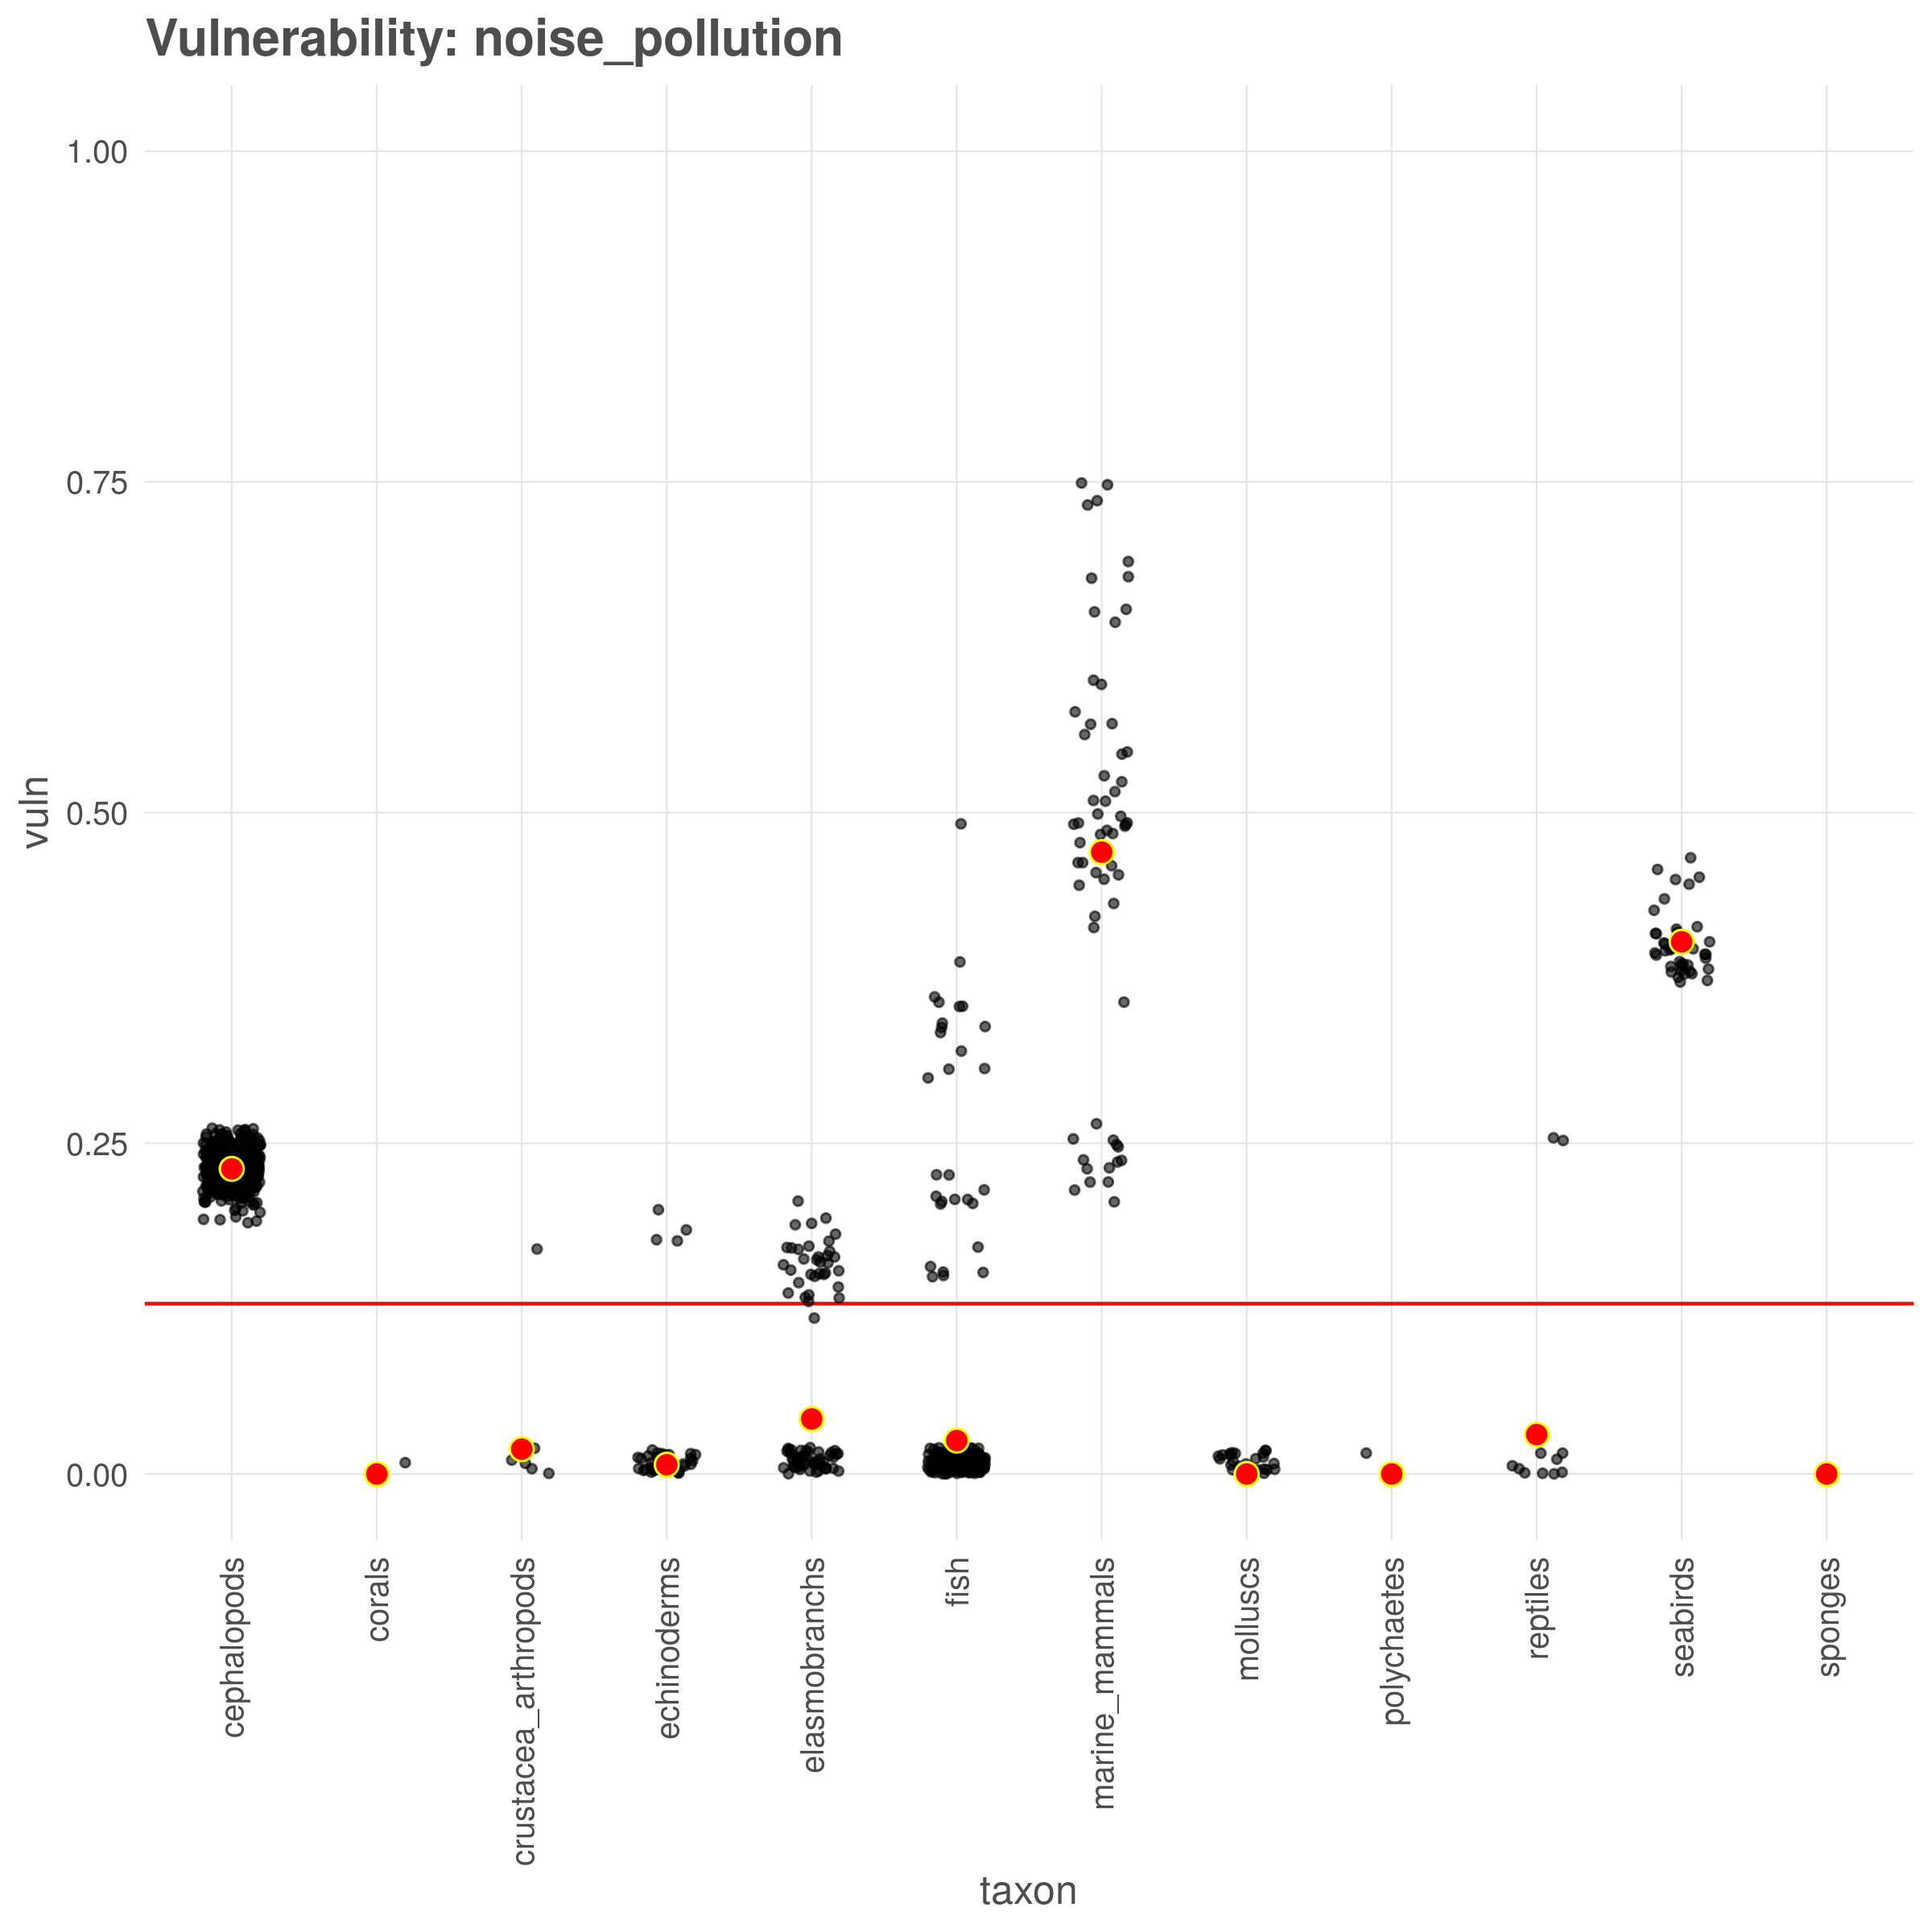 Vulnerability: noise_pollution
vuln
1.00
0.75
0.50
0.25
0.00
cephalopods
corals
crustacea_arthropods
echinoderms
elasmobranchs
fish
marine_mammals
molluscs
polychaetes
reptiles
seabirds
sponges
taxon